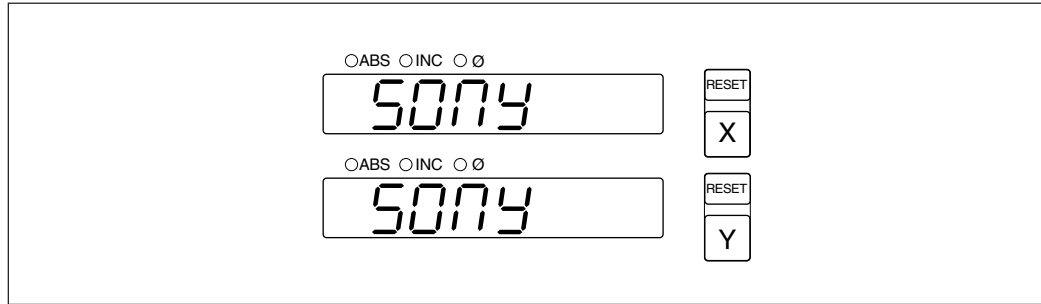 ABS INC Ø
SONY
RESET
X
ABS INC Ø
SONY
RESET
Y